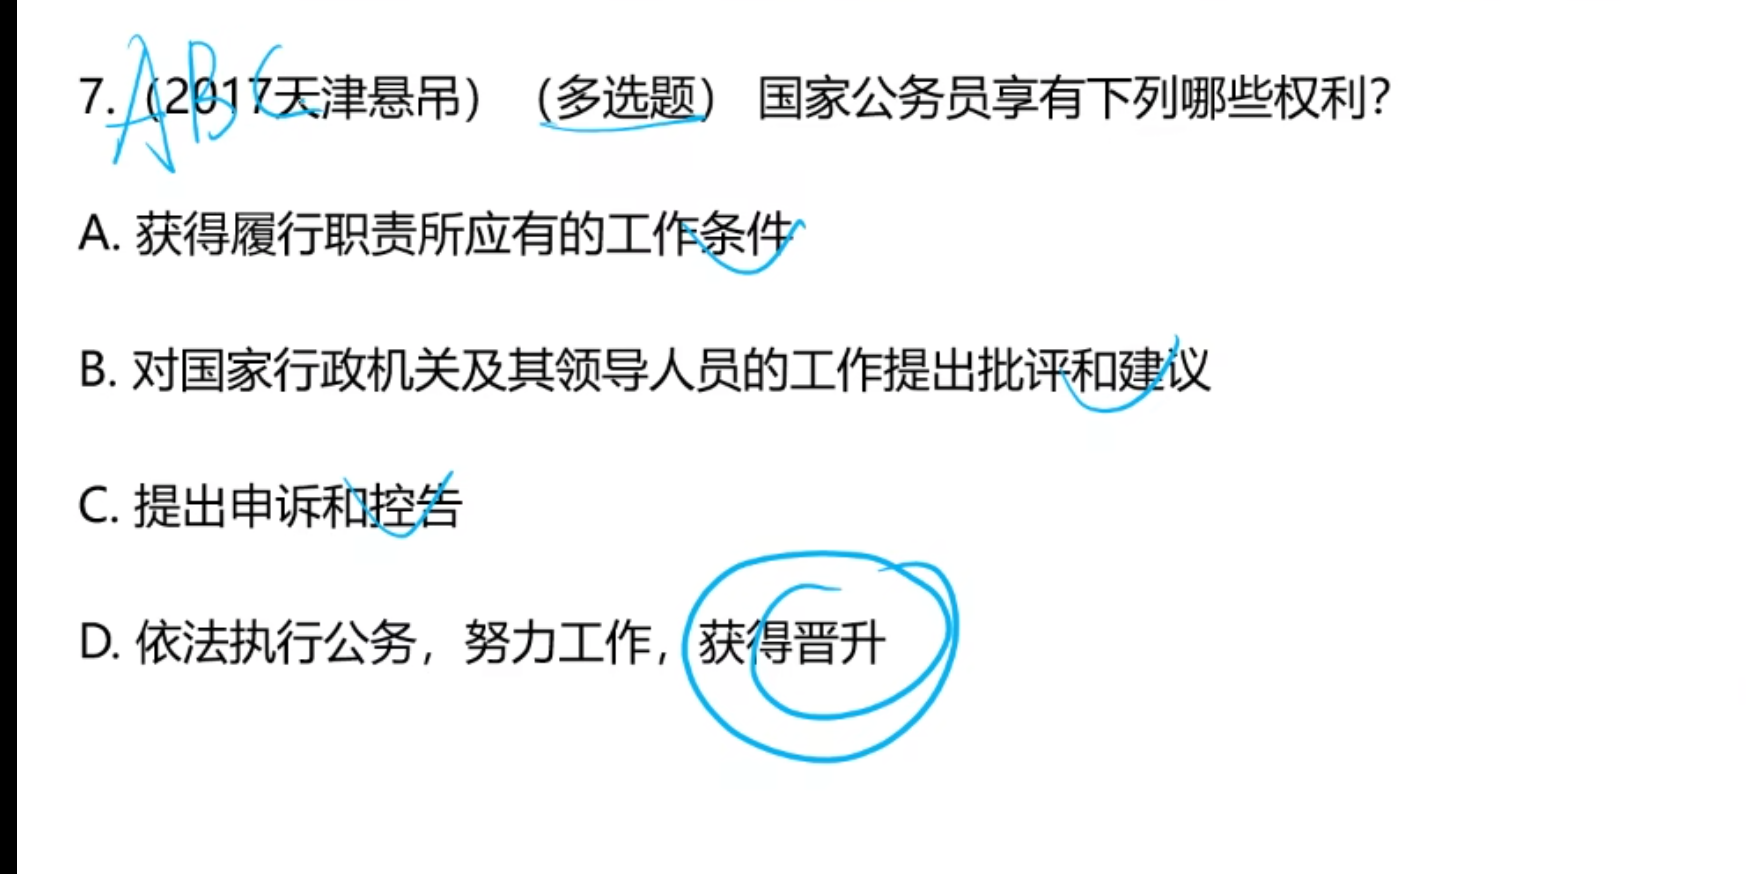 ABC
7.（2017天津悬吊）（多选题） 国家公务员享有下列哪些权利？
A. 获得履行职责所应有的工作条件
B. 对国家行政机关及其领导人员的工作提出批评和建议
C. 提出申诉和控告
D. 依法执行公务，努力工作，获得晋升